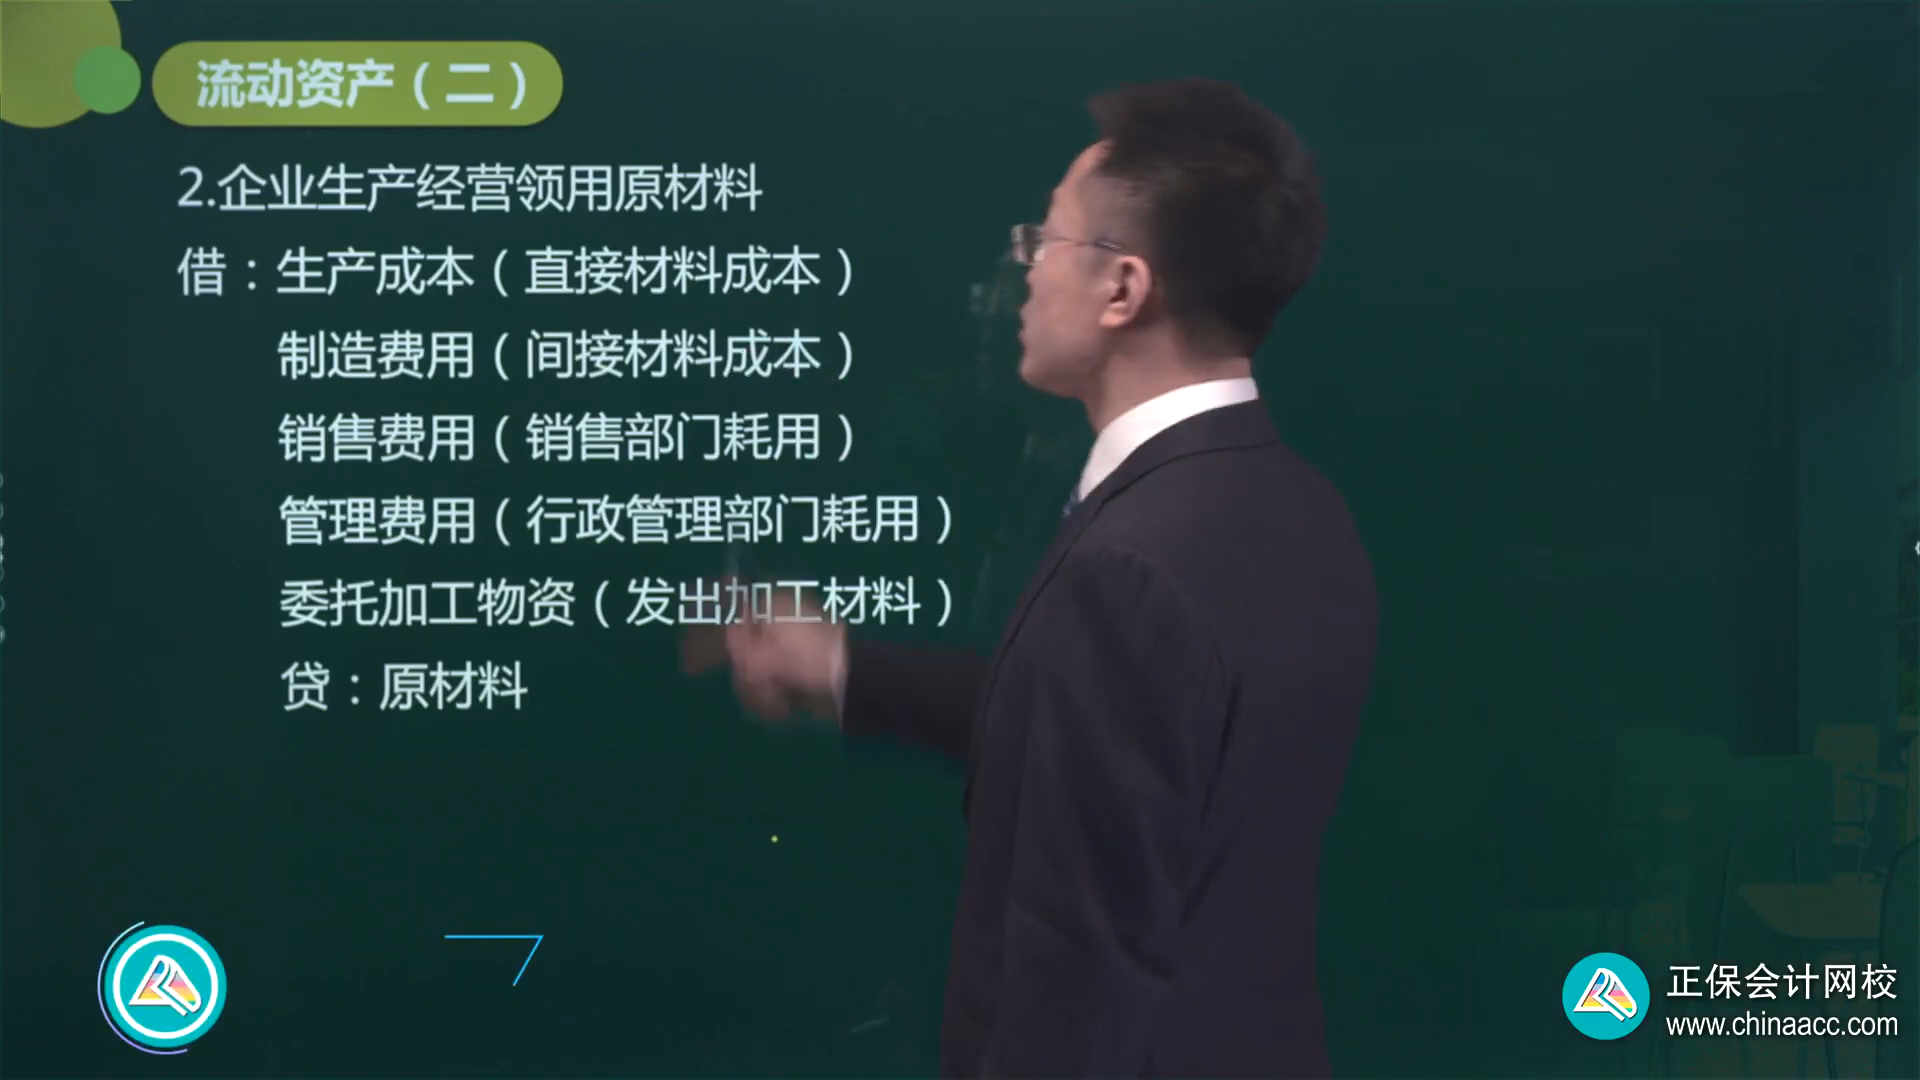 流动资产（二）
2.企业生产经营领用原材料
借：生产成本（直接材料成本）
制造费用（间接材料成本）
销售费用（销售部门耗用）
管理费用（行政管理部门耗用）
委托加工物资（发出加工材料）
贷：原材料
正保会计网校
www.chinaacc.com